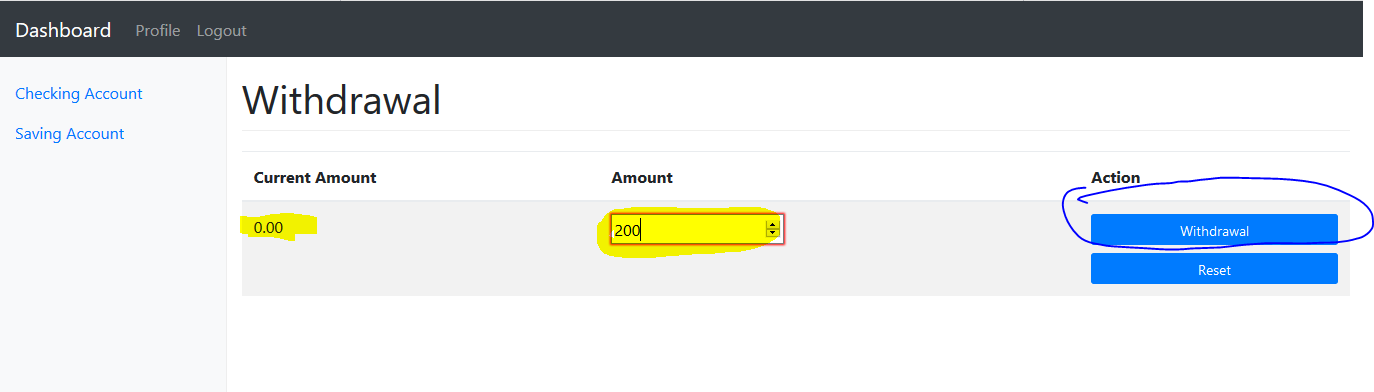 Dashboard Profile Logout
Checking Account
Saving Account
Withdrawal
Current Amount Amount Action
0.00 200 Withdrawal
Reset